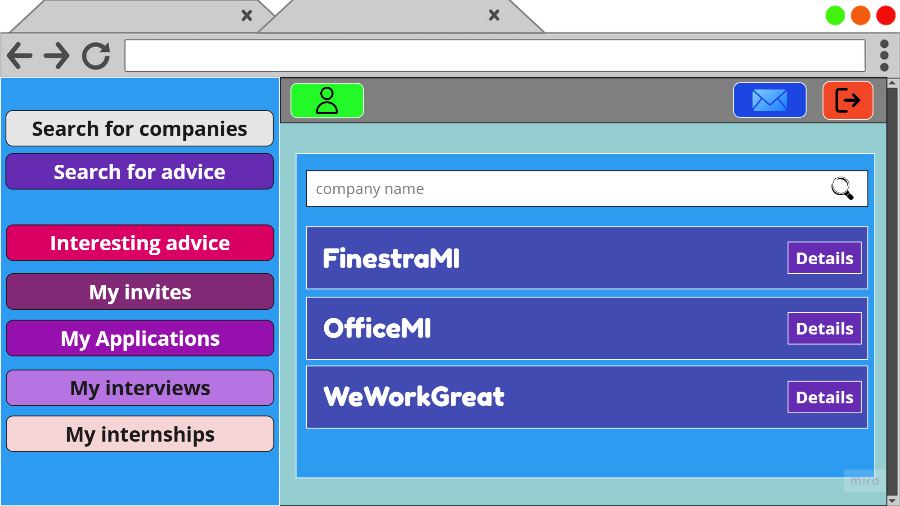 Search for companies
Search for advice
Interesting advice
My invites
My Applications
My interviews
My internships
company name
FinestraMI
Details
OfficeMI
Details
WeWorkGreat
Details
miro